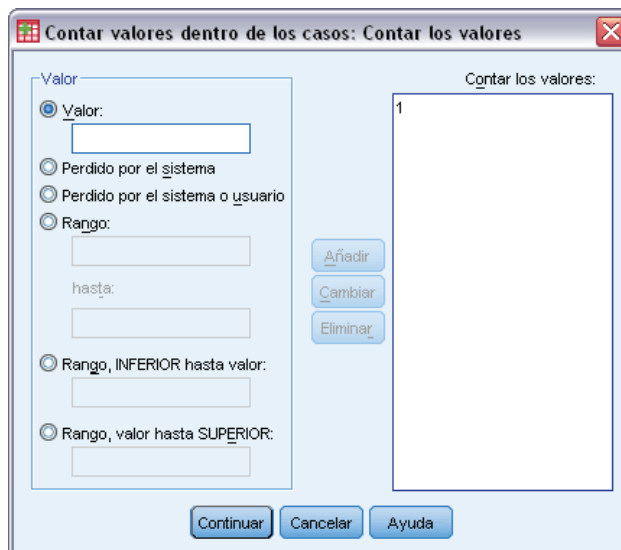 Contar valores dentro de los casos: Contar los valores
Valor
Valor:
Perdido por el sistema
Perdido por el sistema o usuario
Rango:
hasta:
Rango, INFERIOR hasta valor:
Rango, valor hasta SUPERIOR:
Añadir
Cambiar
Eliminar
Contar los valores:
1
Continuar
Cancelar
Ayuda